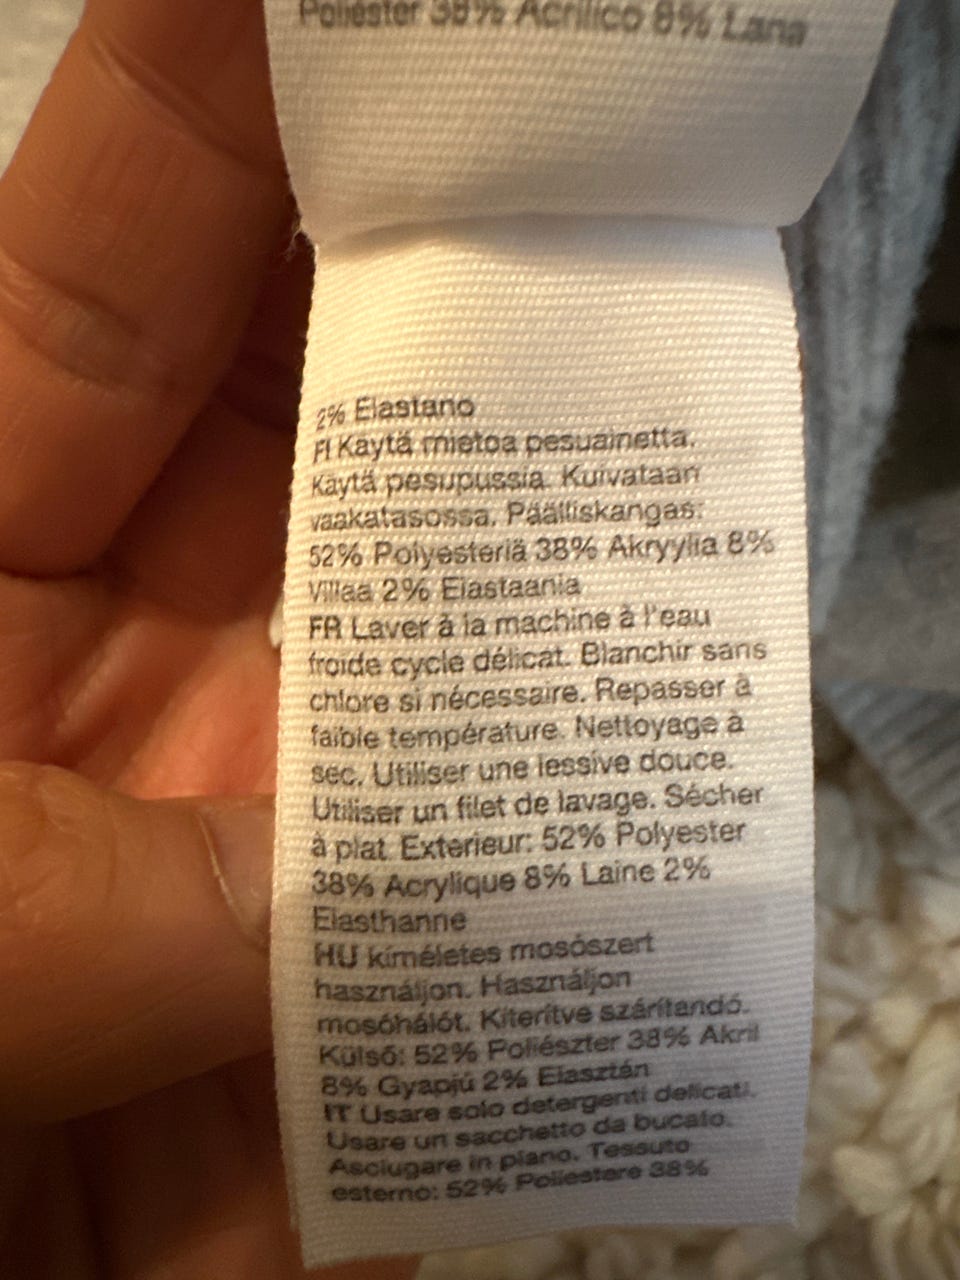 Poliéster 38% Acrílico 8% Lana
2% Elastano
FI Käytä mietoa pesuainetta.
Käytä pesupussia. Kuivataan
vaakatasossa. Päälliskangas:
52% Polyesteriä 38% Akryylia 8%
Villaa 2% Elastaania
FR Laver à la machine à l'eau
froide cycle délicat. Blanchir sans
chlore si nécessaire. Repasser à
faible température. Nettoyage à
sec. Utiliser une lessive douce.
Utiliser un filet de lavage. Sécher
à plat. Exterieur: 52% Polyester
38% Acrylique 8% Laine 2%
Elasthanne
HU kíméletes mosószert
használjon. Használjon
mosóhálót. Kiterítve szárítandó.
Külső: 52% Poliészter 38% Akril
8% Gyapjú 2% Elasztán
IT Usare solo detergenti delicati.
Usare un sacchetto da bucato.
Asciugare in piano. Tessuto
esterno: 52% Poliestere 38%